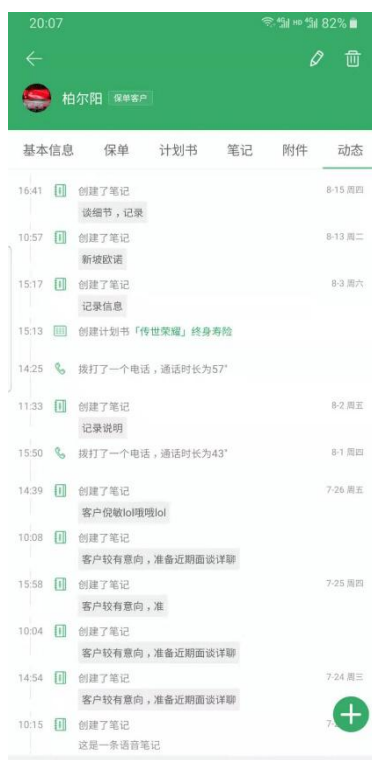 20:07
HD 82%
柏尔阳 保单客户
基本信息 保单 计划书 笔记 附件 动态
16:41 创建了笔记 8-15 周四
谈细节，记录
10:57 创建了笔记 8-13 周二
新坡欧诺
15:17 创建了笔记 8-3 周六
记录信息
15:13 创建计划书「传世荣耀」终身寿险
14:25 拨打了一个电话，通话时长为57"
11:33 创建了笔记 8-2 周五
记录说明
15:50 拨打了一个电话，通话时长为43" 8-1 周四
14:39 创建了笔记 7-26 周五
客户倪敏lol哦哦lol
10:08 创建了笔记
客户较有意向，准备近期面谈详聊
15:58 创建了笔记 7-25 周四
客户较有意向，准
10:04 创建了笔记
客户较有意向，准备近期面谈详聊
14:54 创建了笔记 7-24 周三
客户较有意向，准备近期面谈详聊
10:15 创建了笔记
这是一条语音笔记